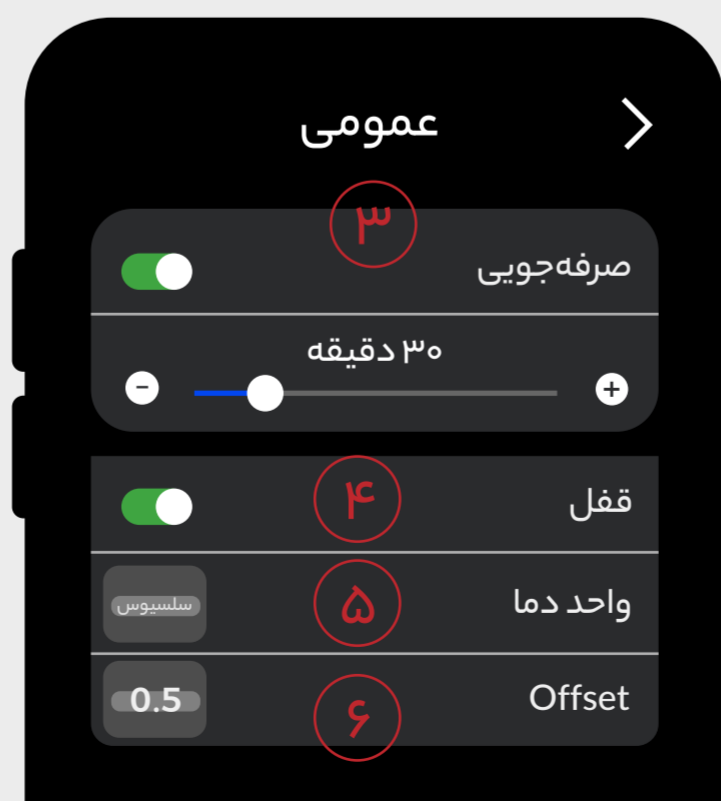 عمومی
۳
صرفه‌جویی
۳۰ دقیقه
+
-
قفل
۴
واحد دما
۵
سلسیوس
Offset
۶
0.5